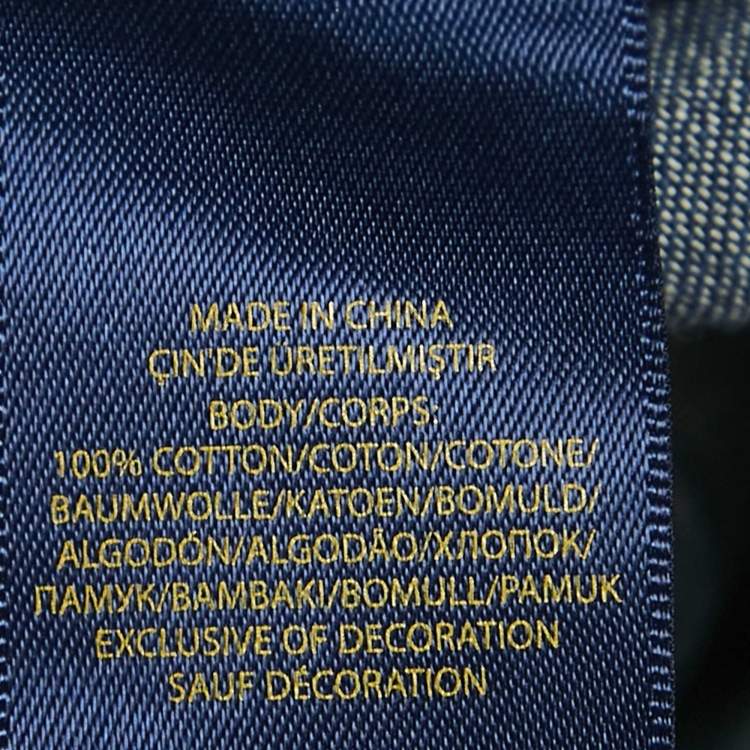 MADE IN CHINA
ÇIN'DE ÜRETILMIŞTIR
BODY/CORPS:
100% COTTON/COTON/COTONE/
BAUMWOLLE/KATOEN/BOMULD/
ALGODÓN/ALGODÃO/ХЛОПОК/
ПАМУК/BAMBAKI/BOMULL/PAMUK
EXCLUSIVE OF DECORATION
SAUF DÉCORATION